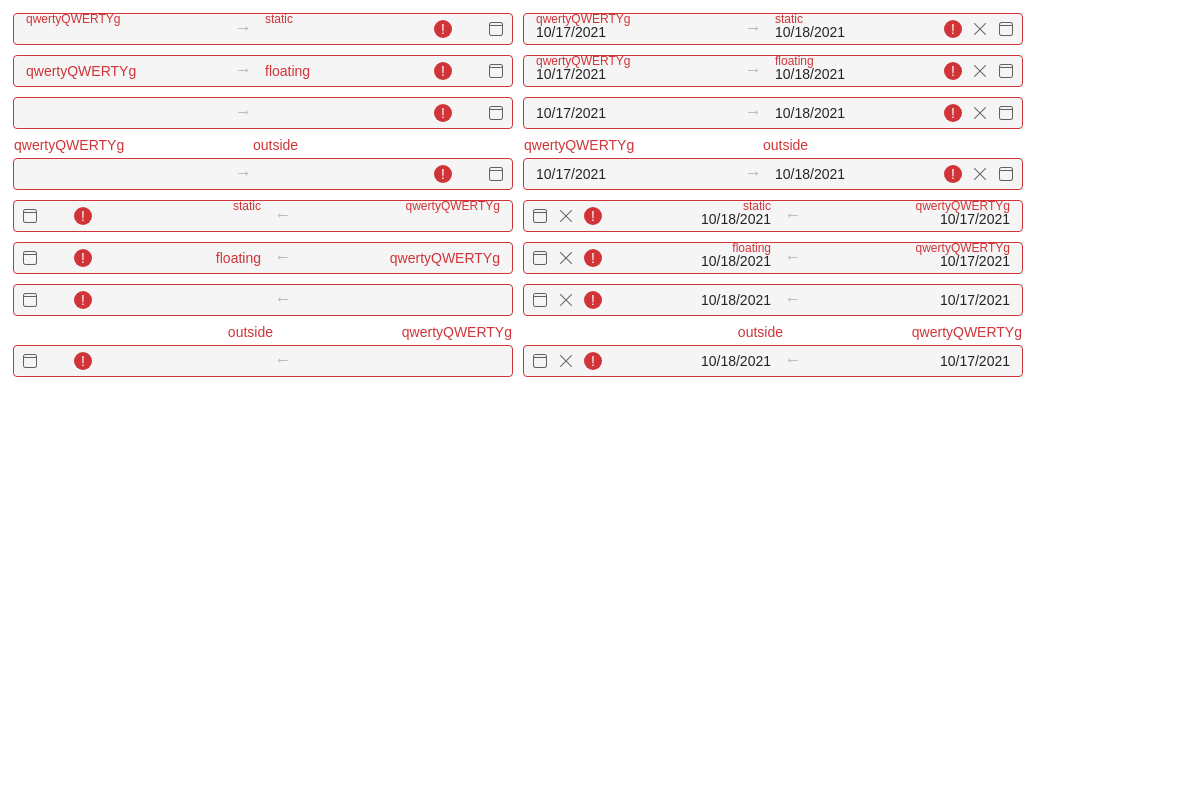 qwertyQWERTYg → static ! qwertyQWERTYg static
10/17/2021 → 10/18/2021 !
qwertyQWERTYg → floating ! qwertyQWERTYg floating
10/17/2021 → 10/18/2021 !
→ ! 10/17/2021 → 10/18/2021 !
qwertyQWERTYg outside qwertyQWERTYg outside
→ ! 10/17/2021 → 10/18/2021 !
! static ← qwertyQWERTYg static qwertyQWERTYg
! 10/18/2021 ← 10/17/2021
! floating ← qwertyQWERTYg floating qwertyQWERTYg
! 10/18/2021 ← 10/17/2021
! ← ! 10/18/2021 ← 10/17/2021
outside qwertyQWERTYg outside qwertyQWERTYg
! ← ! 10/18/2021 ← 10/17/2021